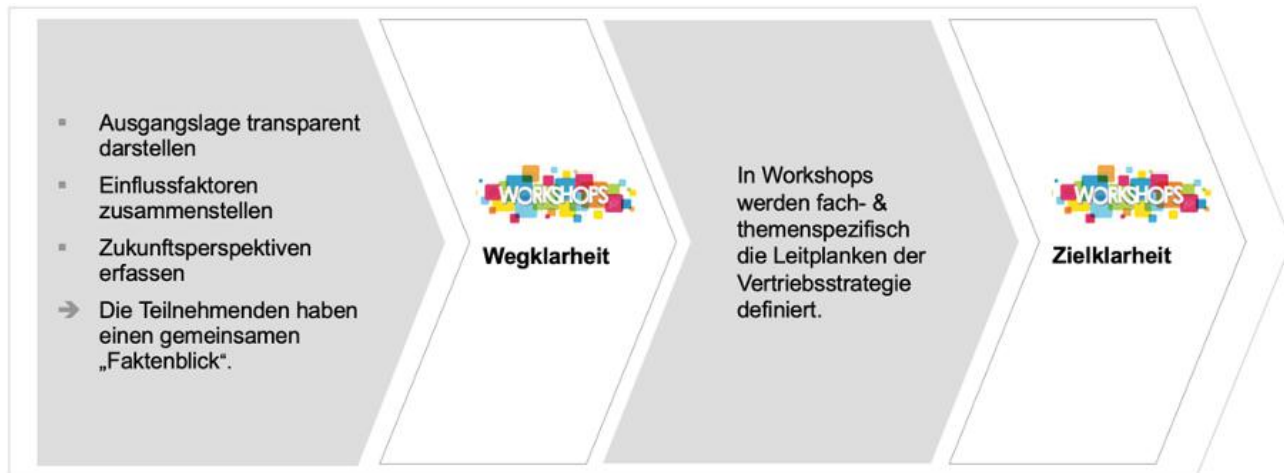 Ausgangslage transparent
darstellen
Einflussfaktoren
zusammenstellen
Zukunftsperspektiven
erfassen
Die Teilnehmenden haben
einen gemeinsamen
„Faktenblick“.
WORKSHOPS
Wegklarheit
In Workshops
werden fach- &
themenspezifisch
die Leitplanken der
Vertriebsstrategie
definiert.
WORKSHOPS
Zielklarheit